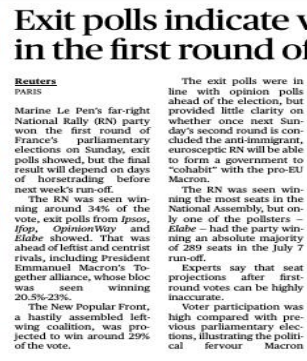 Exit polls indicate
in the first round of
Reuters
PARIS
Marine Le Pen's far-right
National Rally (RN) party
won the first round of
France's parliamentary
elections on Sunday, exit
polls showed, but the final
result will depend on days
of horsetrading before
next week's run-off.
The RN was seen win-
ning around 34% of the
vote, exit polls from Ipsos,
Ifop, OpinionWay and
Elabe showed. That was
ahead of leftist and centrist
rivals, including President
Emmanuel Macron's To-
gether alliance, whose bloc
was seen winning
20.5%-23%.
The New Popular Front,
a hastily assembled left-
wing coalition, was pro-
jected to win around 29%
of the vote.
The exit polls were in
line with opinion polls
ahead of the election, but
provided little clarity on
whether once next Sun-
day's second round is con-
cluded the anti-immigrant,
eurosceptic RN will be able
to form a government to
"cohabit" with the pro-EU
Macron.
The RN was seen win-
ning the most seats in the
National Assembly, but on-
ly one of the pollsters –
Elabe – had the party win-
ning an absolute majority
of 289 seats in the July 7
run-off.
Experts say that seat
projections after first-
round votes can be highly
inaccurate.
Voter participation was
high compared with pre-
vious parliamentary elec-
tions, illustrating the politi-
cal fervour Macron